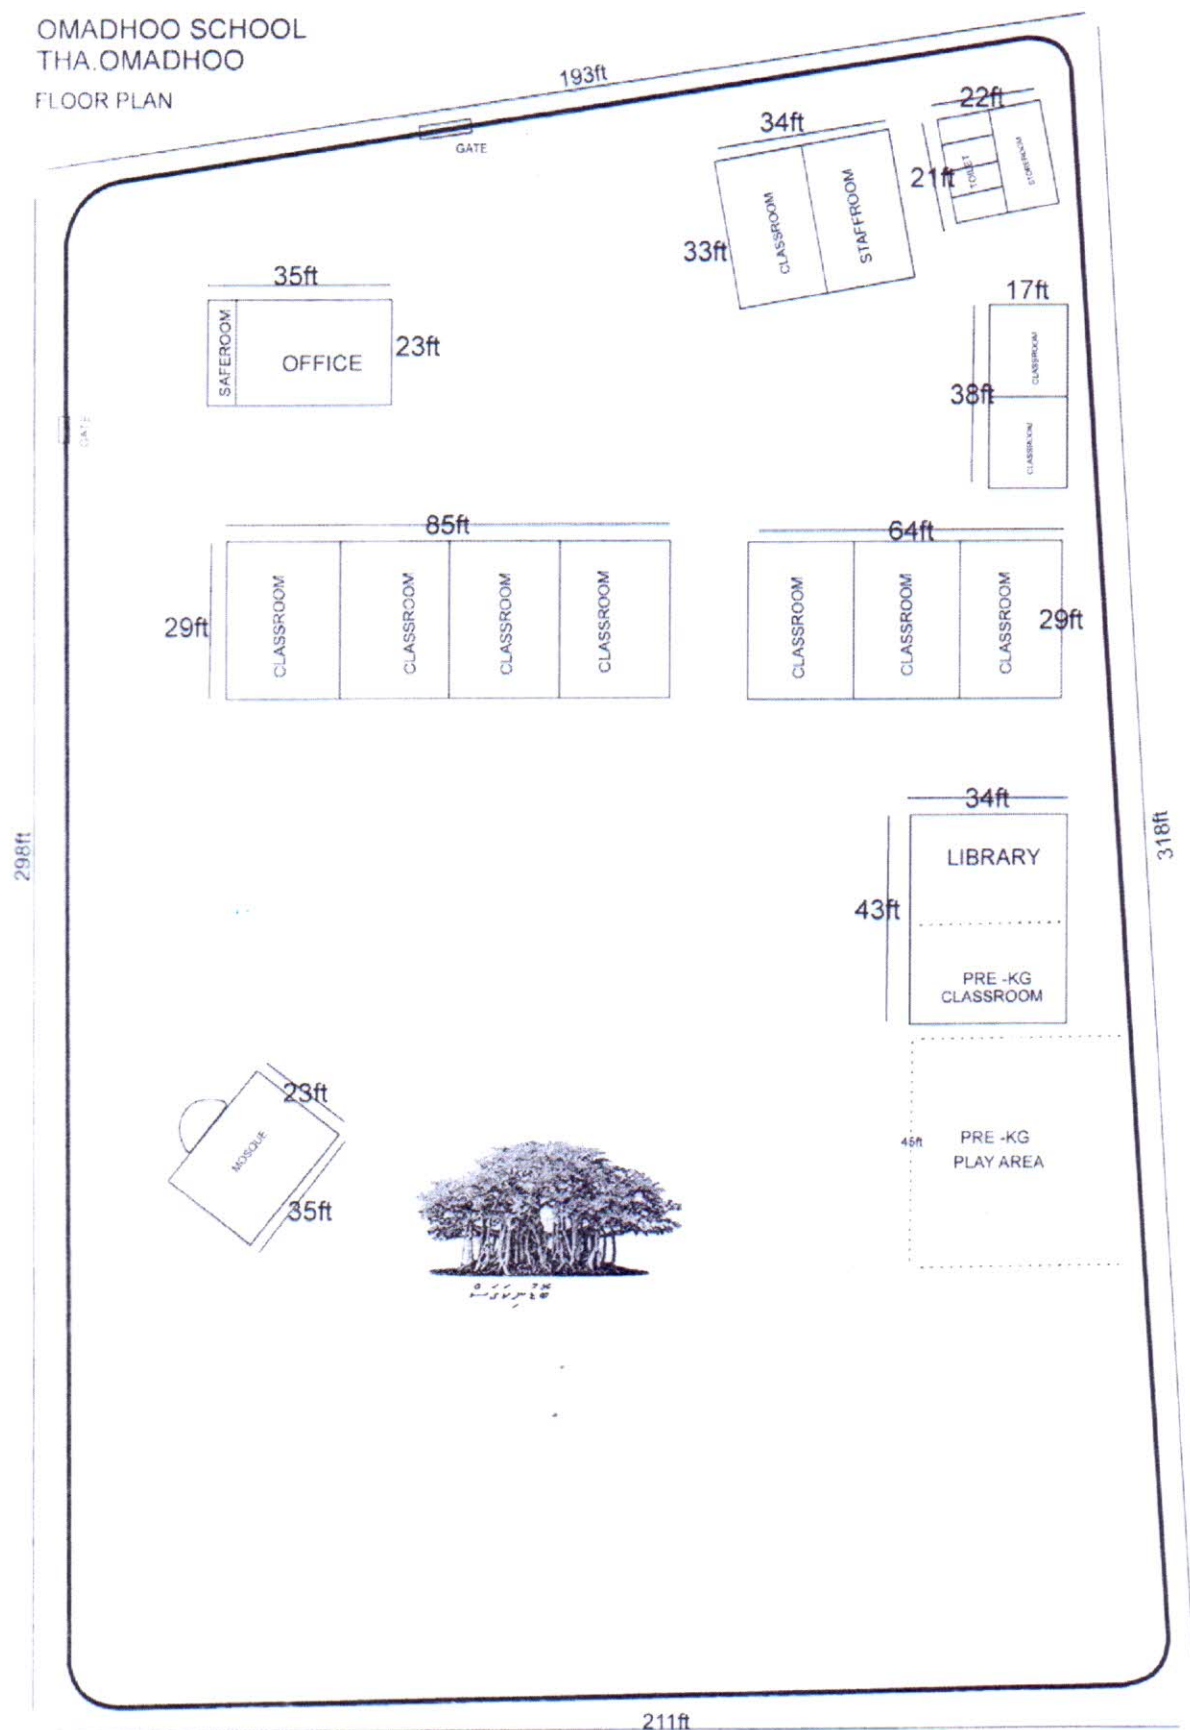 OMADHOO SCHOOL
THA.OMADHOO
FLOOR PLAN
193ft
GATE
34ft
22ft
21ft
TOILET
STOREROOM
33ft
CLASSROOM
STAFFROOM
35ft
SAFEROOM
OFFICE
23ft
17ft
38ft
CLASSROOM
CLASSROOM
GATE
85ft
29ft
CLASSROOM
CLASSROOM
CLASSROOM
CLASSROOM
64ft
CLASSROOM
CLASSROOM
CLASSROOM
29ft
298ft
318ft
34ft
LIBRARY
43ft
PRE -KG
CLASSROOM
23ft
MOSQUE
35ft
PRE -KG
PLAY AREA
211ft